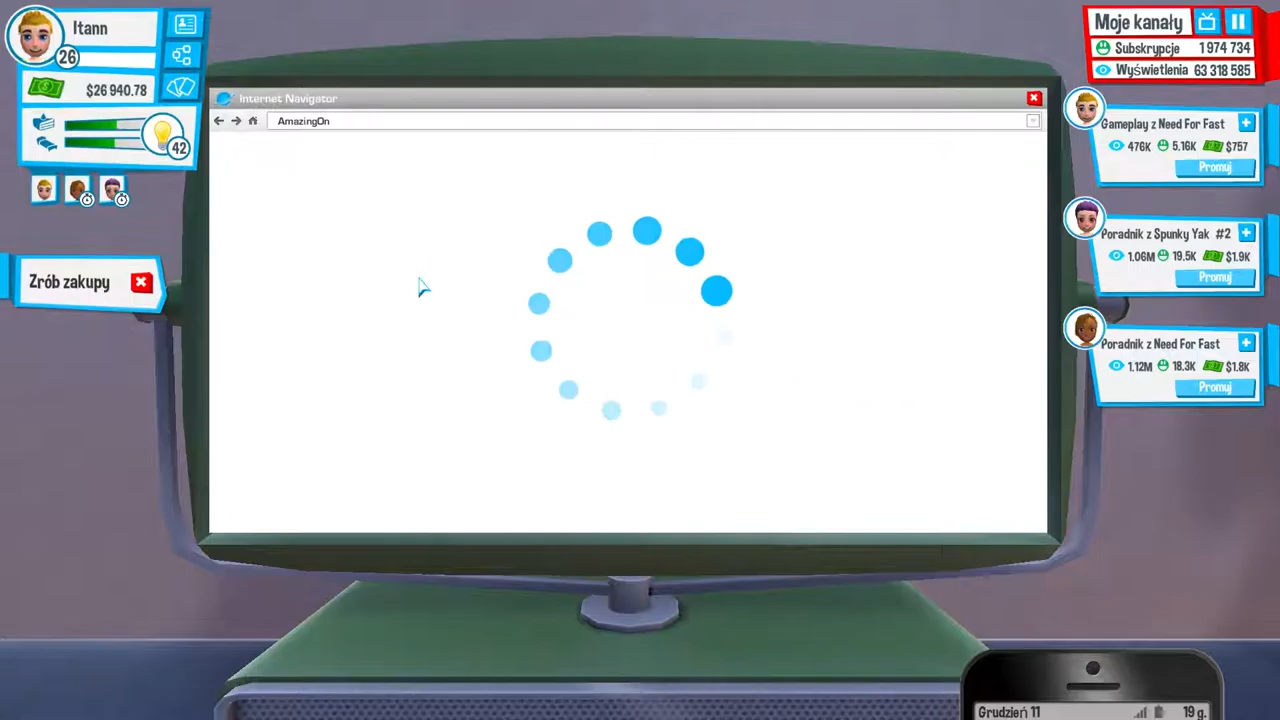 Itann
26
$26 940.78
42
Zrób zakupy
Internet Navigator
AmazingOn
Moje kanały
Subskrypcje 1 974 734
Wyświetlenia 63 318 585
Gameplay z Need For Fast
476K 5.16K $757
Promuj
Poradnik z Spunky Yak #2
1.06M 19.5K $1.9K
Promuj
Poradnik z Need For Fast
1.12M 18.3K $1.8K
Promuj
Grudzień 11 19 g.